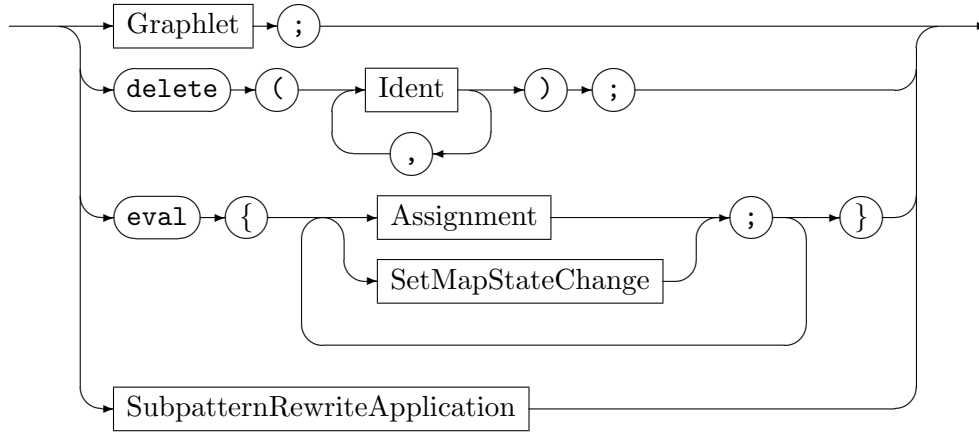 Graphlet ;
delete ( Ident ) ;
,
eval { Assignment ; }
SetMapStateChange
SubpatternRewriteApplication